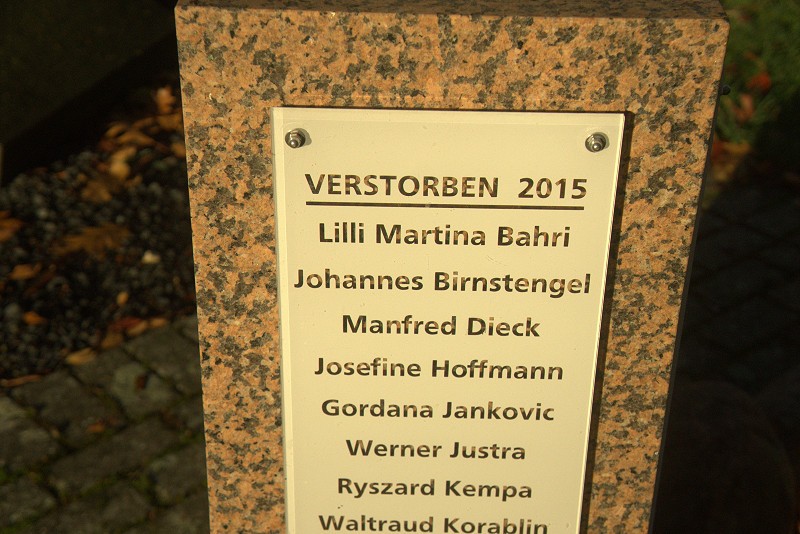 VERSTORBEN 2015
Lilli Martina Bahri
Johannes Birnstengel
Manfred Dieck
Josefine Hoffmann
Gordana Jankovic
Werner Justra
Ryszard Kempa
Waltraud Korablin